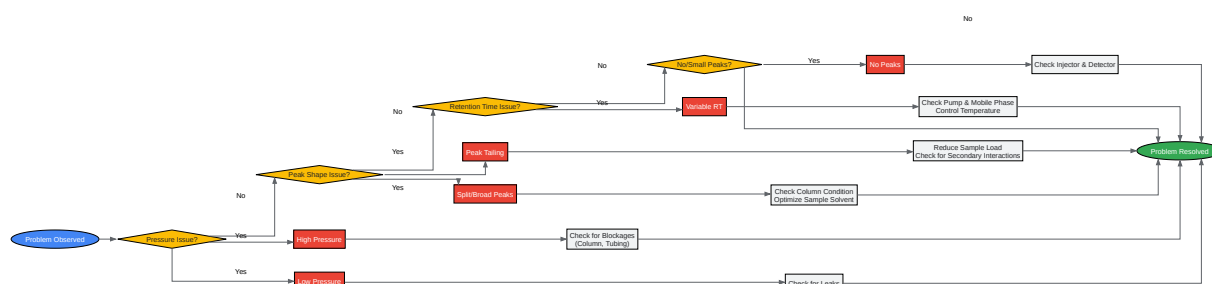 No
No/Small Peaks?
Yes
No Peaks
Check Injector & Detector
No
Retention Time Issue?
Yes
Variable RT
Check Pump & Mobile Phase
Control Temperature
No
Yes
Peak Tailing
Reduce Sample Load
Check for Secondary Interactions
Problem Resolved
Peak Shape Issue?
Yes
Split/Broad Peaks
Check Column Condition
Optimize Sample Solvent
No
Problem Observed
Pressure Issue?
Yes
High Pressure
Check for Blockages
(Column, Tubing)
Yes
Low Pressure
Check for Leaks